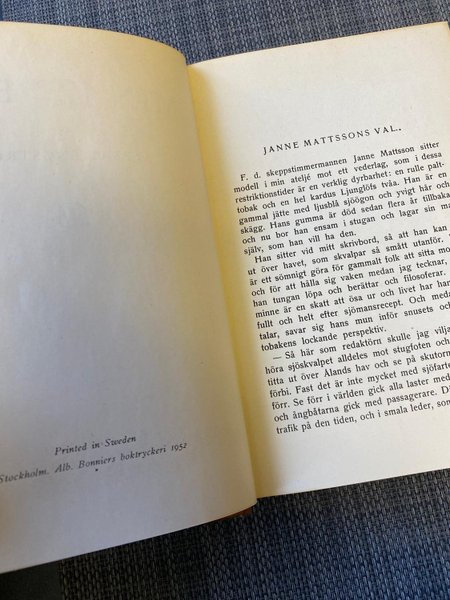 Printed in Sweden
Stockholm. Alb. Bonniers boktryckeri 1952
JANNE MATTSSONS VAL.
F. d. skeppstimmermannen Janne Mattsson sitter
modell i min ateljé mot ett vederlag, som i dessa
restriktionstider är en verklig dyrbarhet: en rulle palt-
tobak och en hel kardus Ljunglöfs tvåa. Han är en
gammal jätte med ljusblå sjöögon och yvigt hår och
skägg. Hans gumma är död sedan flera år tillbaka
och nu bor han ensam i stugan och lagar sin ma
själv, som han vill ha den.
Han sitter vid mitt skrivbord, så att han kan
ut över havet, som skvalpar så smått utanför.
är ett sömnigt göra för gammalt folk att sitta mo
och för att hålla sig vaken medan jag tecknar,
han tungan löpa och berättar och filosoferar.
minne är en skatt att ösa ur och livet har han
fullt och helt efter sjömansrecept. Och meda
talar, savar sig hans mun inför snusets
tobakens lockande perspektiv.
— Så här som redaktörn skulle jag vilja
höra sjöskvalpet alldeles mot stugfoten och
titta ut över Ålands hav och se på skutorn
förbi. Fast det är inte mycket med sjöfarte
förr. Se förr i världen gick alla laster med
och ångbåtarna gick med passagerare. D
trafik på den tiden, och i smala leder, som